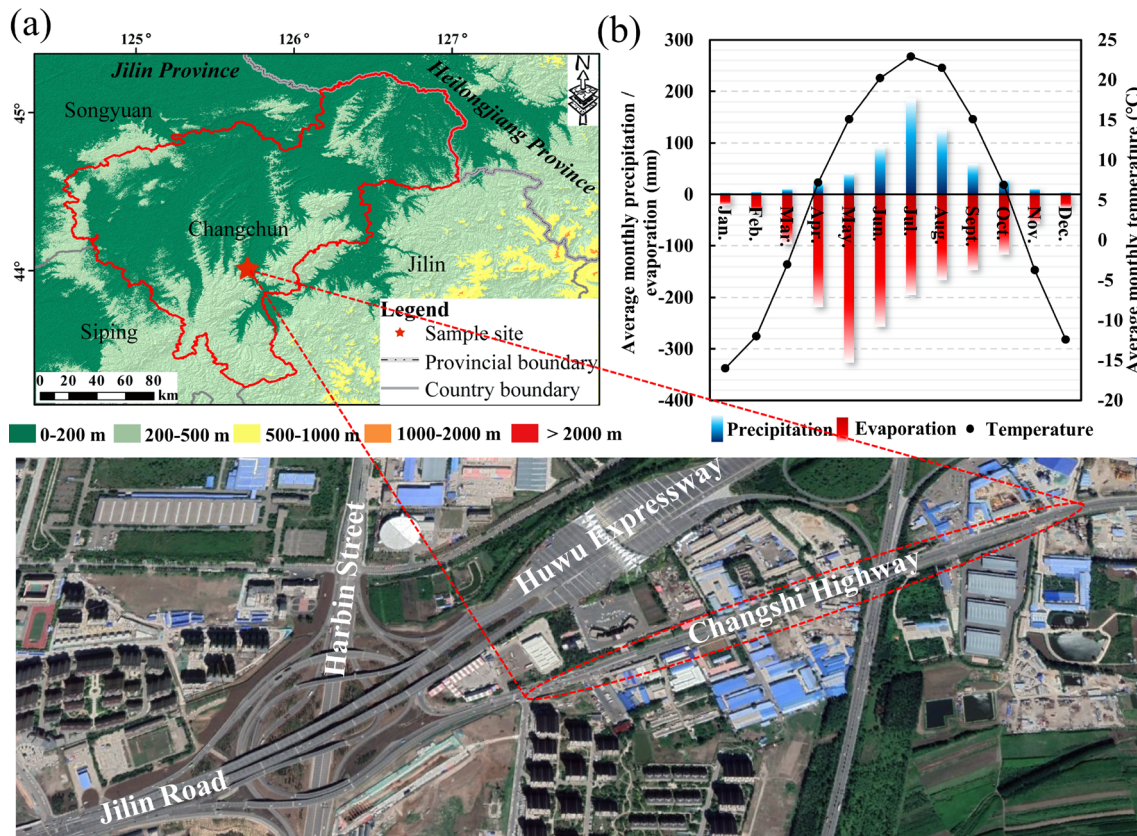 (a)
125°
126°
127°
45°
44°
Jilin Province
Heilongjiang Province
Songyuan
Changchun
Jilin
Siping
N
Legend
Sample site
Provincial boundary
Country boundary
0 20 40 60 80
km
0-200 m 200-500 m 500-1000 m 1000-2000 m > 2000 m
(b)
Average monthly precipitation /
evaporation (mm)
300
200
100
0
-100
-200
-300
-400
Jan. Feb. Mar. Apr. May. Jun. Jul. Aug. Sept. Oct. Nov. Dec.
25
20
15
10
5
0
-5
-10
-15
-20
Average monthly temperature (°C)
Precipitation Evaporation Temperature
Harbin Street
Huwu Expressway
Changshi Highway
Jilin Road